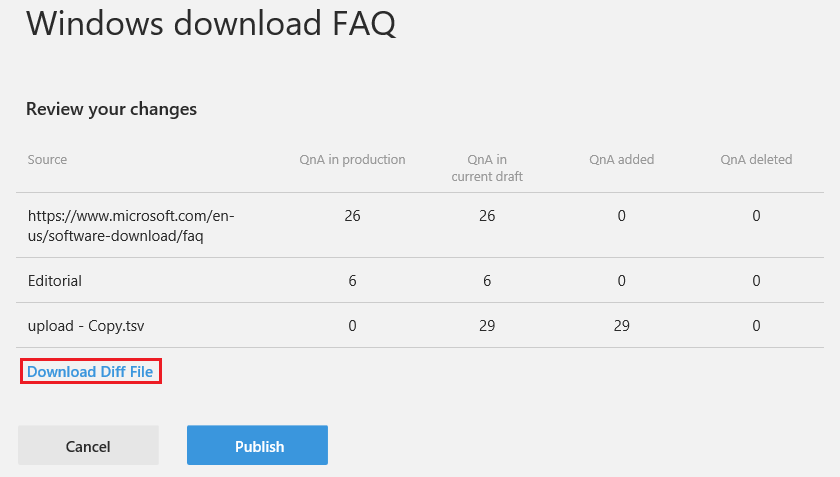 Windows download FAQ
Review your changes
Source QnA in production QnA in current draft QnA added QnA deleted
https://www.microsoft.com/en-
us/software-download/faq 26 26 0 0
Editorial 6 6 0 0
upload - Copy.tsv 0 29 29 0
Download Diff File
Cancel Publish